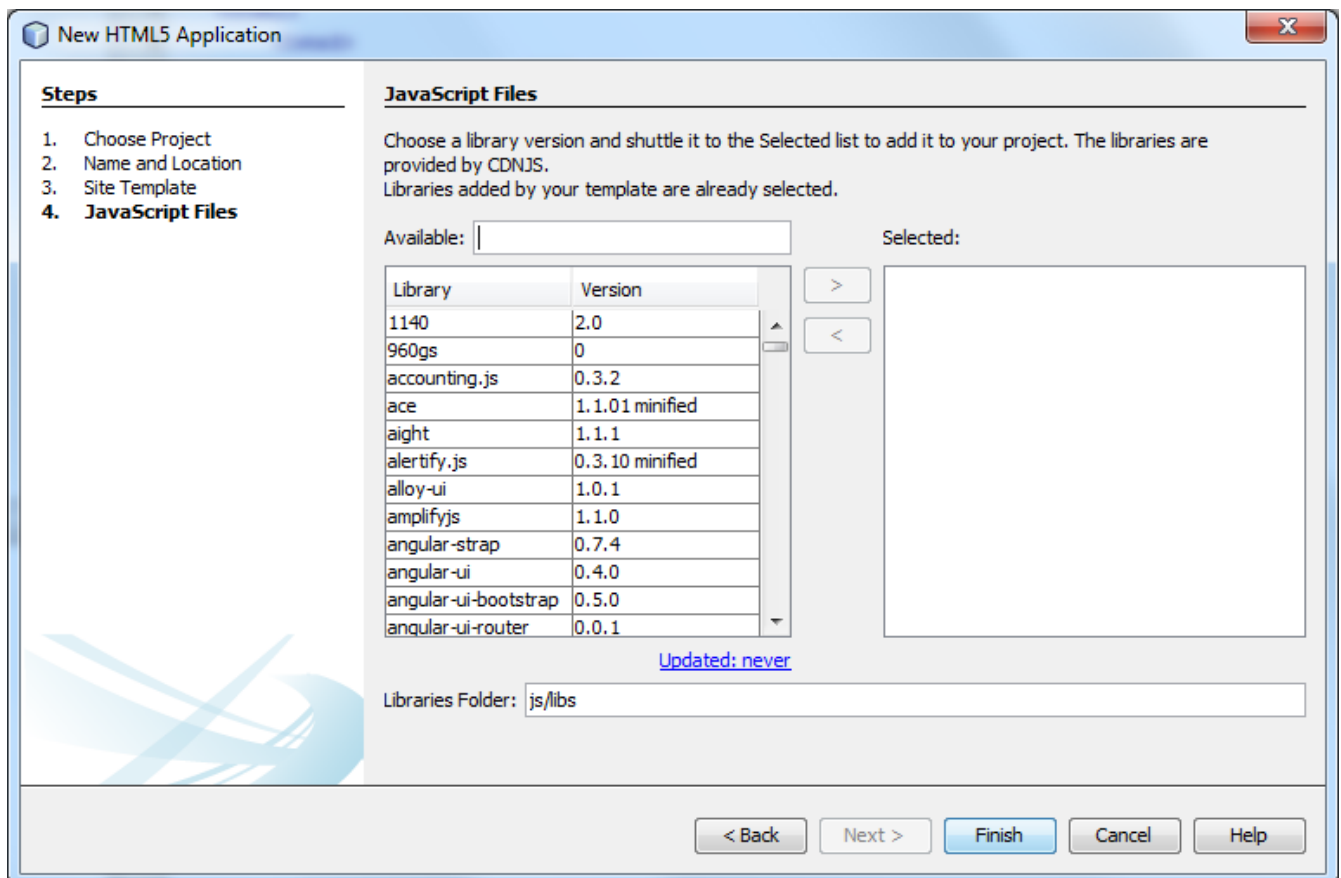 New HTML5 Application
Steps
1. Choose Project
2. Name and Location
3. Site Template
4. JavaScript Files
JavaScript Files
Choose a library version and shuttle it to the Selected list to add it to your project. The libraries are
provided by CDNJS.
Libraries added by your template are already selected.
Available:
Selected:
Library Version
1140 2.0
960gs 0
accounting.js 0.3.2
ace 1.1.01 minified
aight 1.1.1
alertify.js 0.3.10 minified
alloy-ui 1.0.1
amplifyjs 1.1.0
angular-strap 0.7.4
angular-ui 0.4.0
angular-ui-bootstrap 0.5.0
angular-ui-router 0.0.1
>
<
Updated: never
Libraries Folder: js/libs
< Back Next > Finish Cancel Help